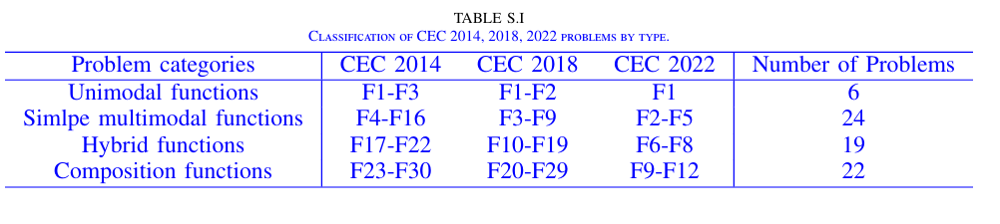 TABLE S.I
Classification of CEC 2014, 2018, 2022 problems by type.
Problem categories CEC 2014 CEC 2018 CEC 2022 Number of Problems
Unimodal functions F1-F3 F1-F2 F1 6
Simlpe multimodal functions F4-F16 F3-F9 F2-F5 24
Hybrid functions F17-F22 F10-F19 F6-F8 19
Composition functions F23-F30 F20-F29 F9-F12 22